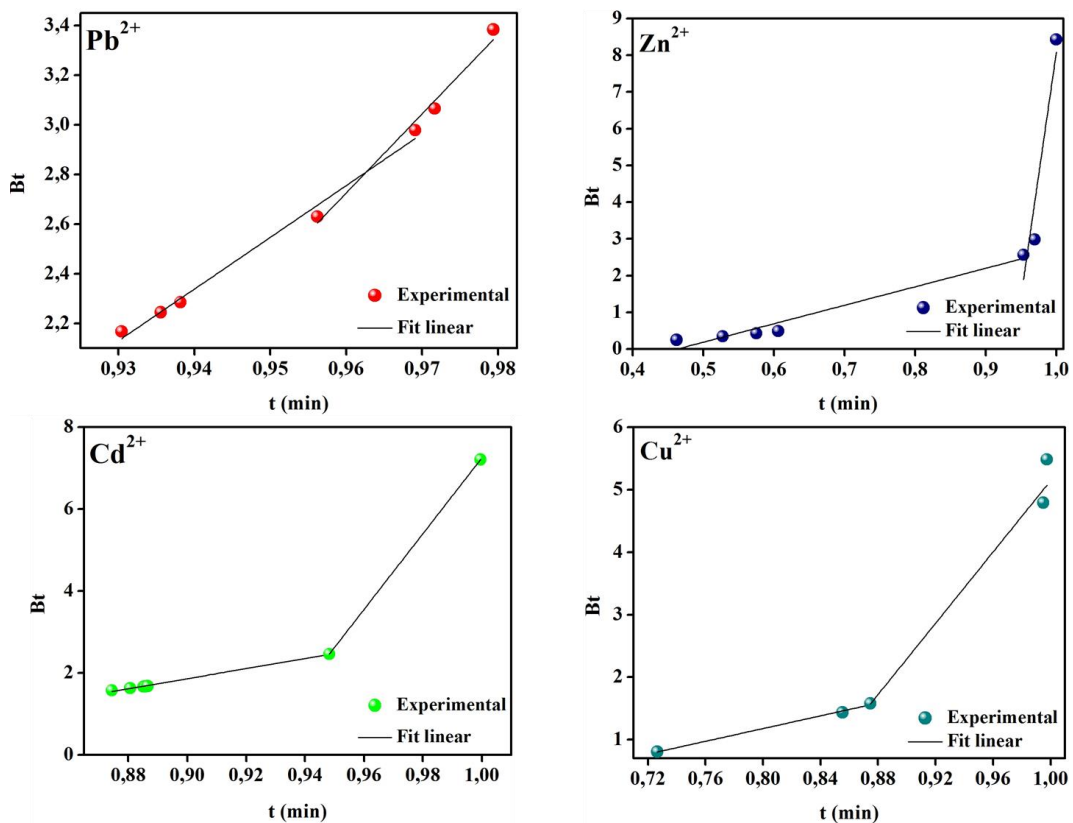 Pb2+
3,4
3,2
3,0
2,8
2,6
2,4
2,2
Bt
Experimental
Fit linear
0,93 0,94 0,95 0,96 0,97 0,98
t (min)
Zn2+
9
8
7
6
5
4
3
2
1
0
Bt
Experimental
Fit linear
0,4 0,5 0,6 0,7 0,8 0,9 1,0
t (min)
Cd2+
8
6
4
2
0
Bt
Experimental
Fit linear
0,88 0,90 0,92 0,94 0,96 0,98 1,00
t (min)
Cu2+
6
5
4
3
2
1
Bt
Experimental
Fit linear
0,72 0,76 0,80 0,84 0,88 0,92 0,96 1,00
t (min)